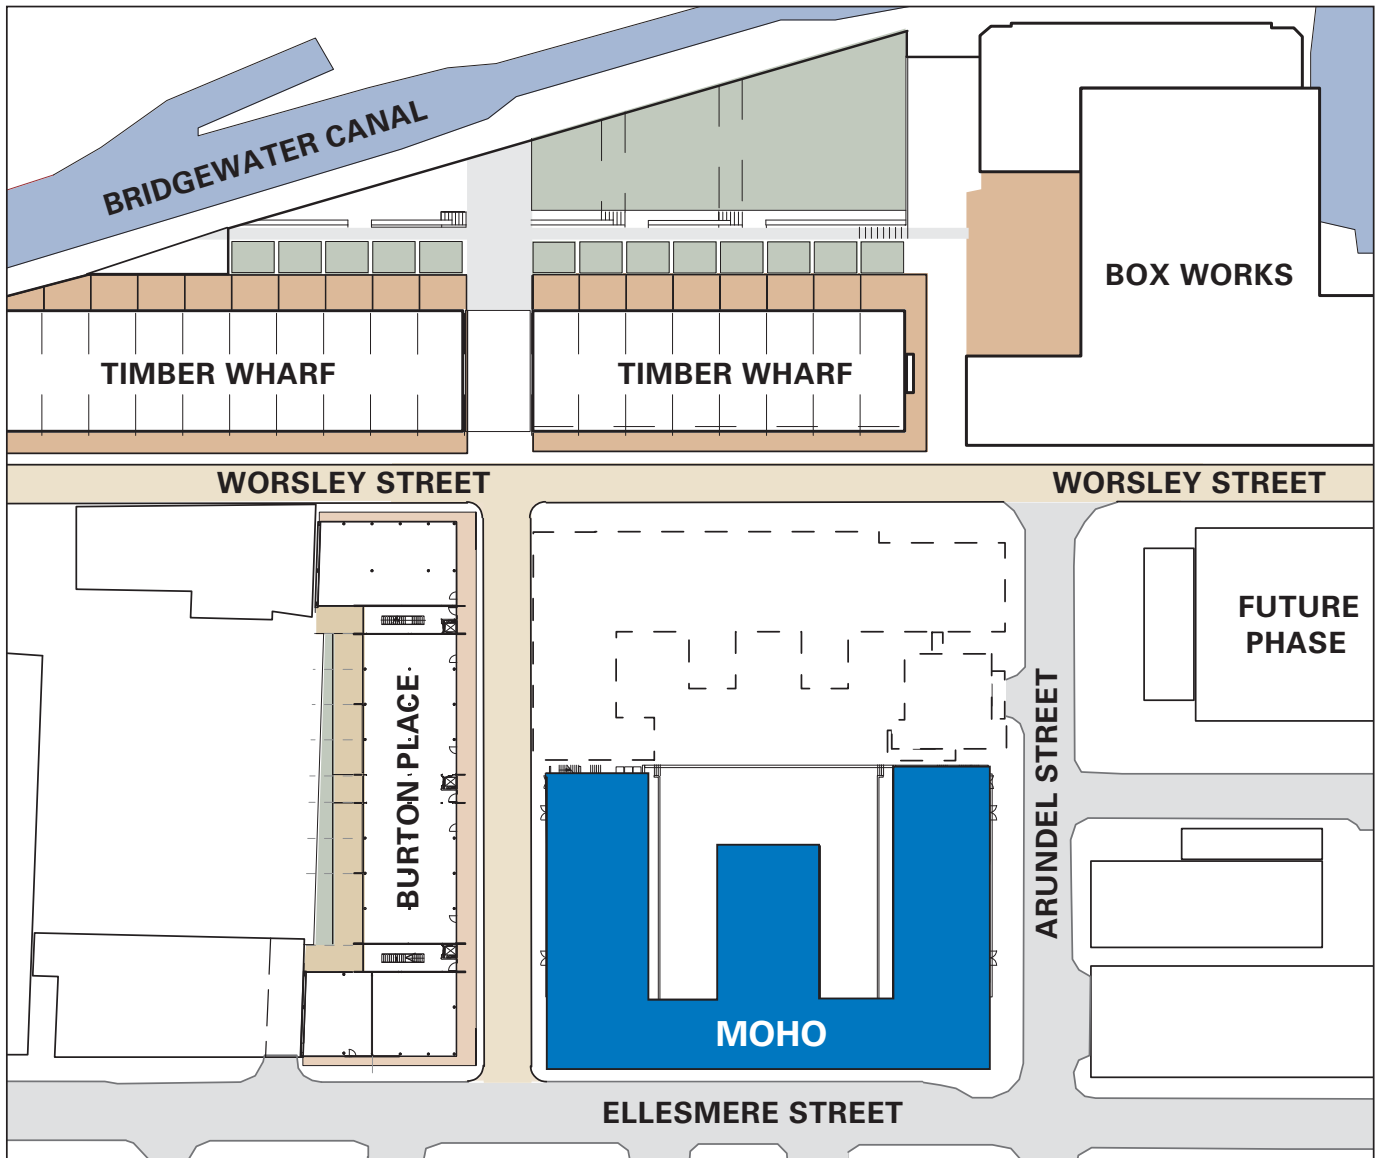 BRIDGEWATER CANAL
BOX WORKS
TIMBER WHARF
TIMBER WHARF
WORSLEY STREET
WORSLEY STREET
FUTURE
PHASE
BURTON PLACE
ARUNDEL STREET
MOHO
ELLESMERE STREET